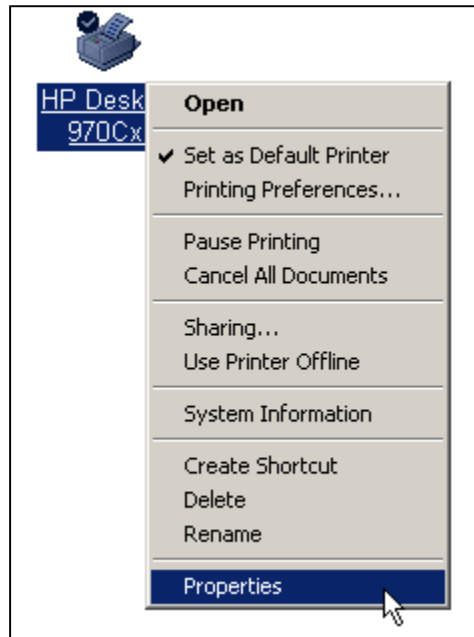 HP Desk
970Cx
Open
Set as Default Printer
Printing Preferences...
Pause Printing
Cancel All Documents
Sharing...
Use Printer Offline
System Information
Create Shortcut
Delete
Rename
Properties